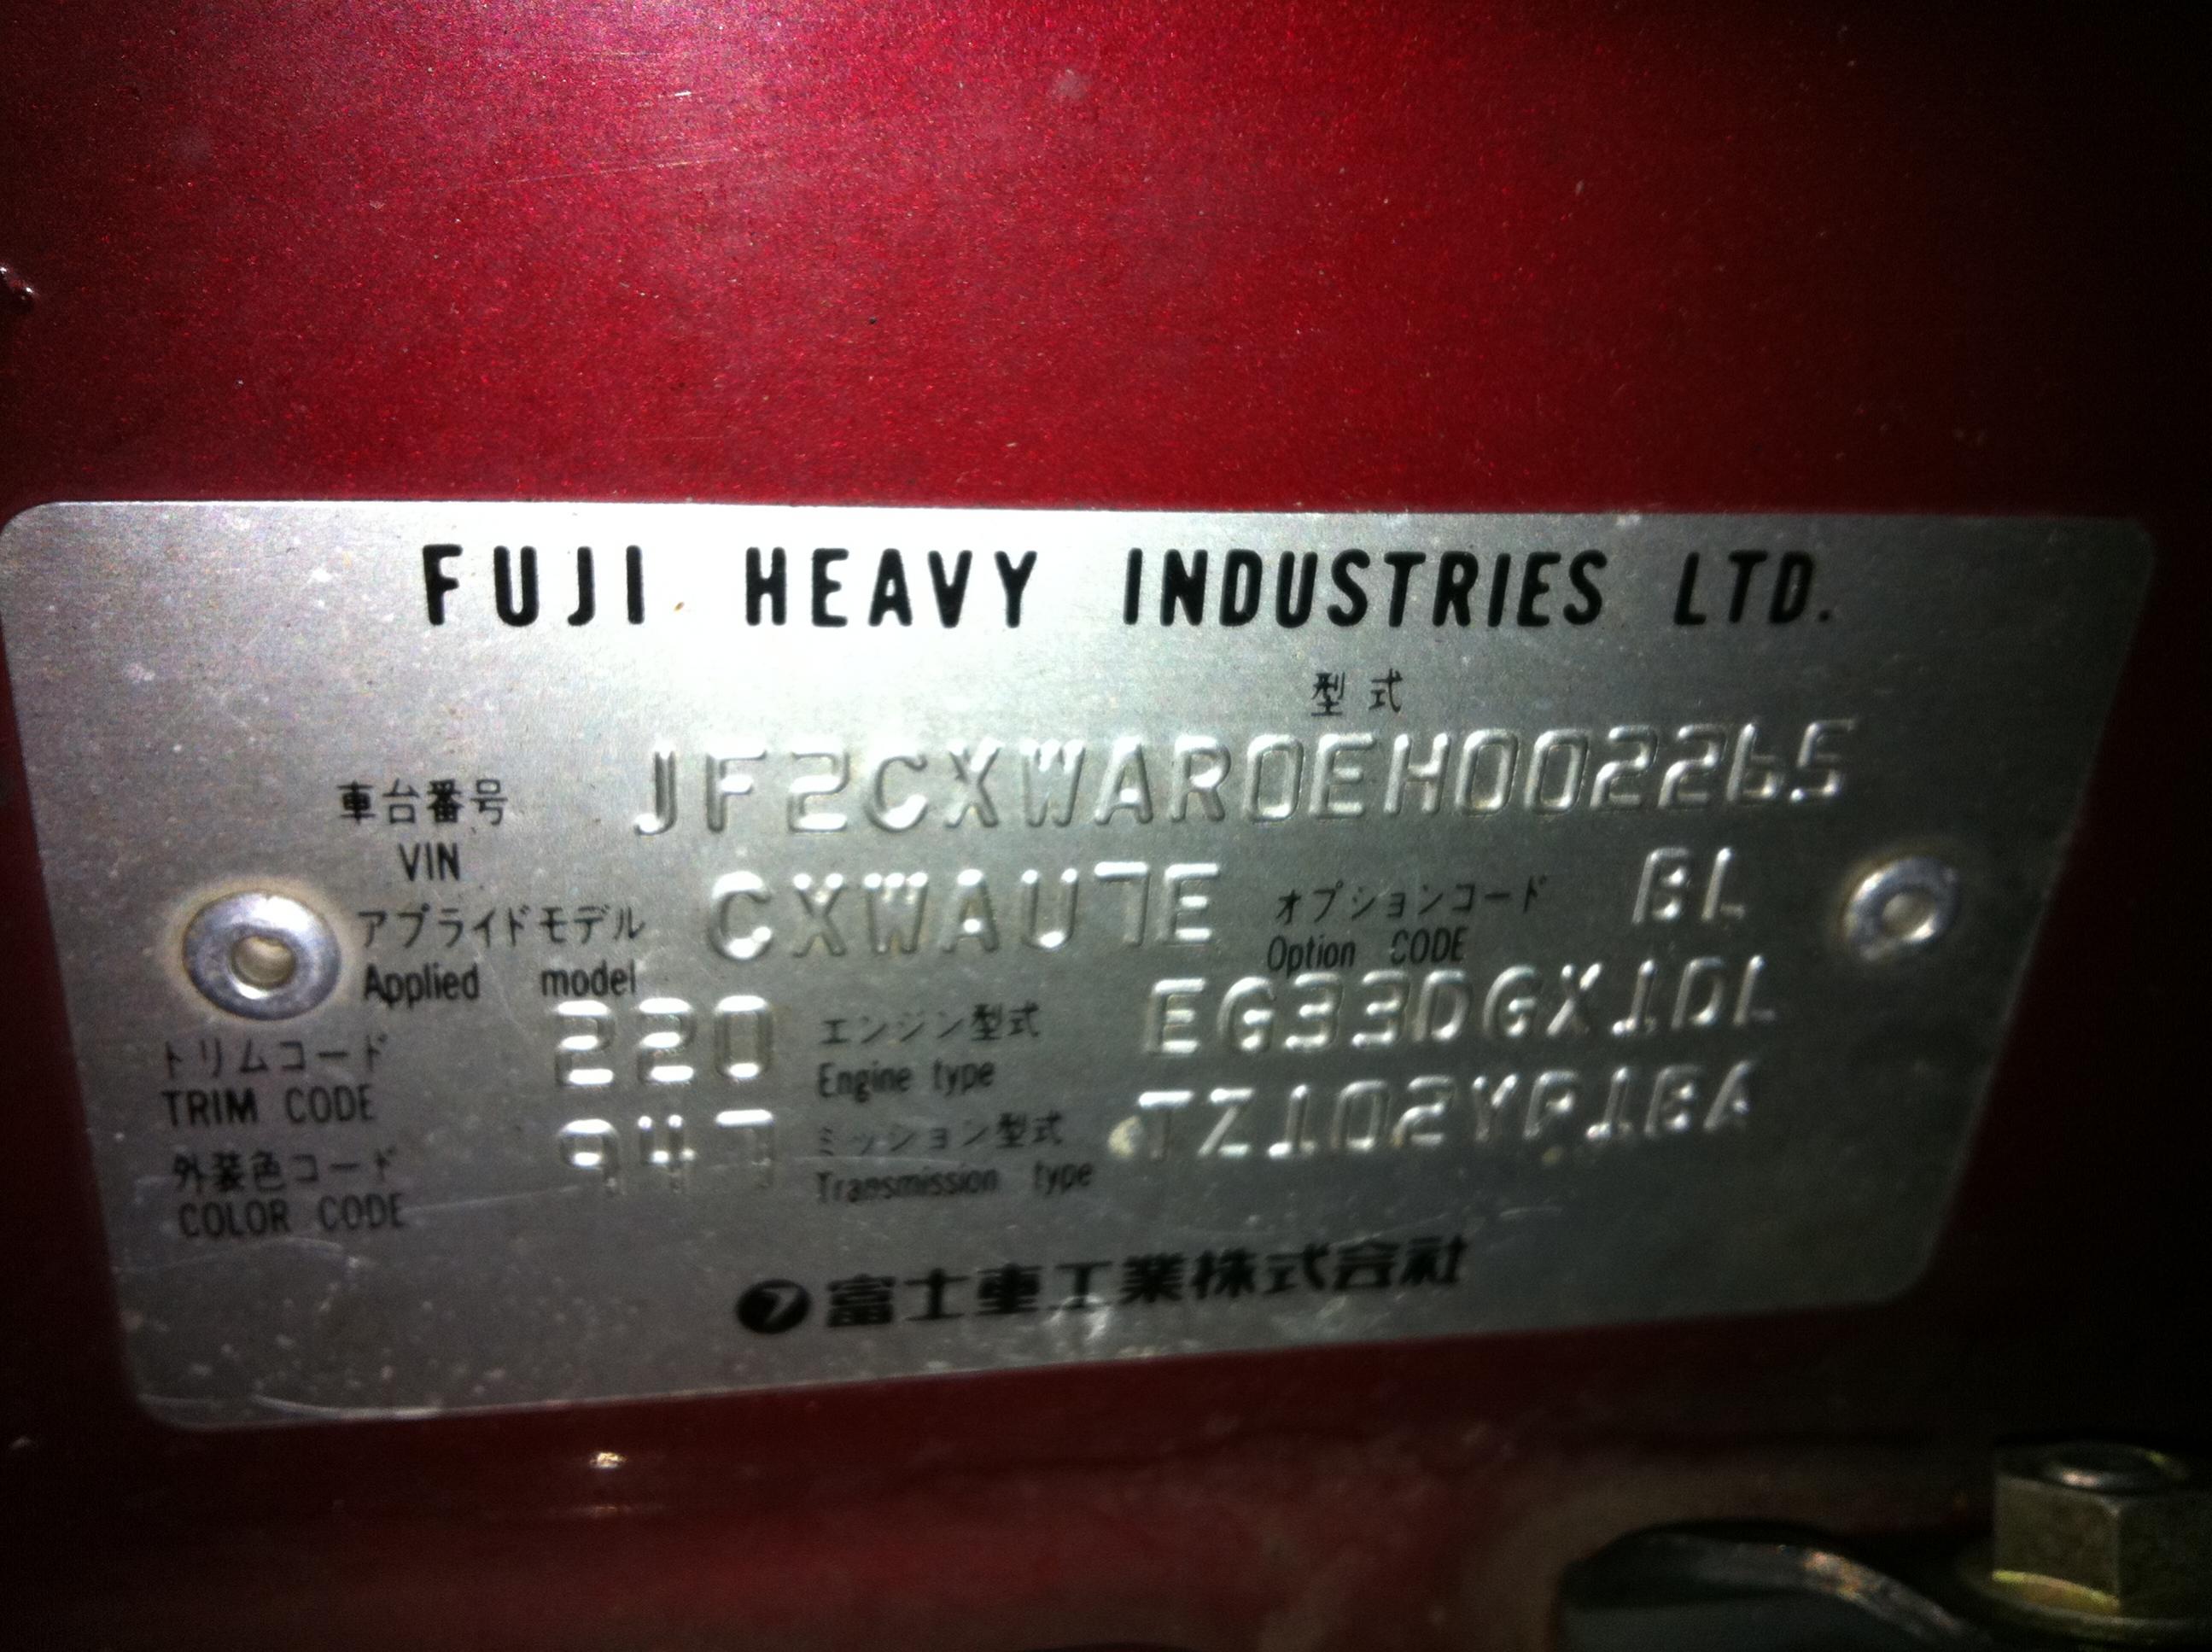 FUJI HEAVY INDUSTRIES LTD.
型式
車台番号 JF2CXWAR0EH002265
VIN
アプライドモデル CXWAU7E オプションコード BL
Applied model Option CODE
トリムコード 220 エンジン型式 EG33DGX1DL
TRIM CODE Engine type
外装色コード 947 ミッション型式 TZ102YP1BA
COLOR CODE Transmission type
富士重工業株式会社